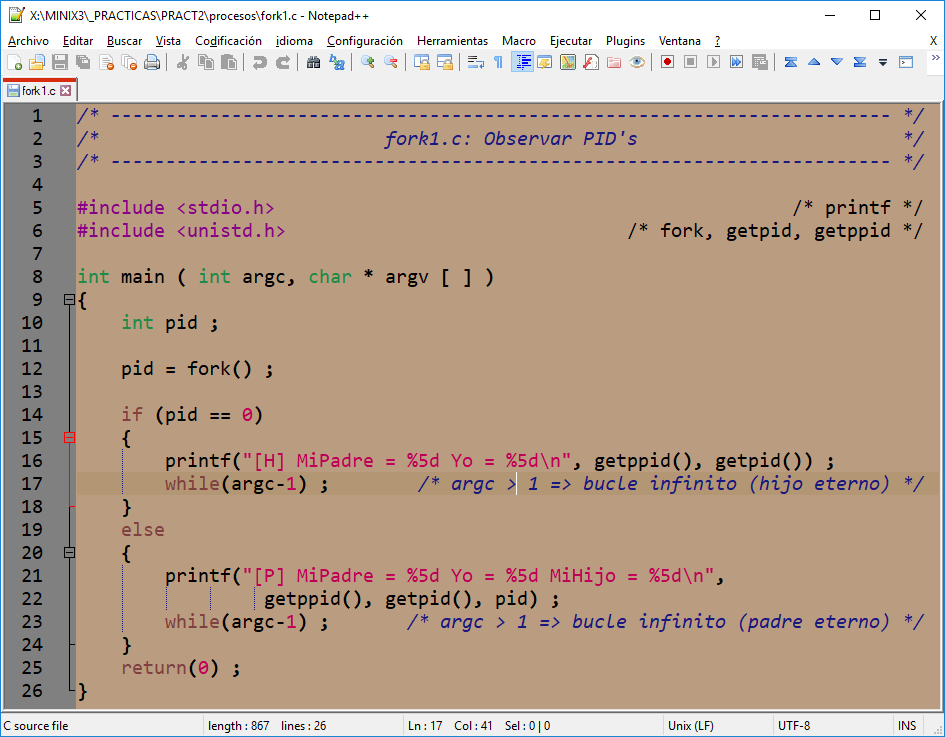 X:\MINIX3\_PRACTICAS\PRACT2\procesos\fork1.c - Notepad++
Archivo Editar Buscar Vista Codificación idioma Configuración Herramientas Macro Ejecutar Plugins Ventana ? X
fork1.c
1 /* ----------------------------------------------------------------------- */
2 /* fork1.c: Observar PID's */
3 /* ----------------------------------------------------------------------- */
4
5 #include <stdio.h> /* printf */
6 #include <unistd.h> /* fork, getpid, getppid */
7
8 int main ( int argc, char * argv [ ] )
9 {
10 int pid ;
11
12 pid = fork() ;
13
14 if (pid == 0)
15 {
16 printf("[H] MiPadre = %5d Yo = %5d\n", getppid(), getpid()) ;
17 while(argc-1) ; /* argc > 1 => bucle infinito (hijo eterno) */
18 }
19 else
20 {
21 printf("[P] MiPadre = %5d Yo = %5d MiHijo = %5d\n",
22 getppid(), getpid(), pid) ;
23 while(argc-1) ; /* argc > 1 => bucle infinito (padre eterno) */
24 }
25 return(0) ;
26 }
C source file length : 867 lines : 26 Ln : 17 Col : 41 Sel : 0 | 0 Unix (LF) UTF-8 INS